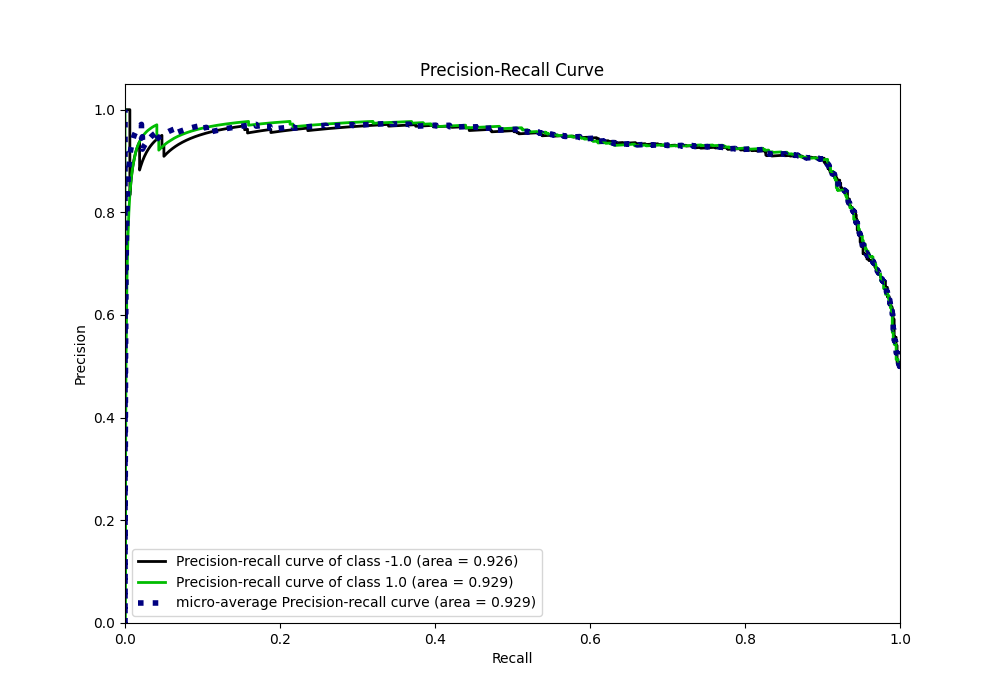 Precision-Recall Curve
1.0
0.8
0.6
0.4
0.2
0.0
Precision
Precision-recall curve of class -1.0 (area = 0.926)
Precision-recall curve of class 1.0 (area = 0.929)
micro-average Precision-recall curve (area = 0.929)
0.0 0.2 0.4 0.6 0.8 1.0
Recall